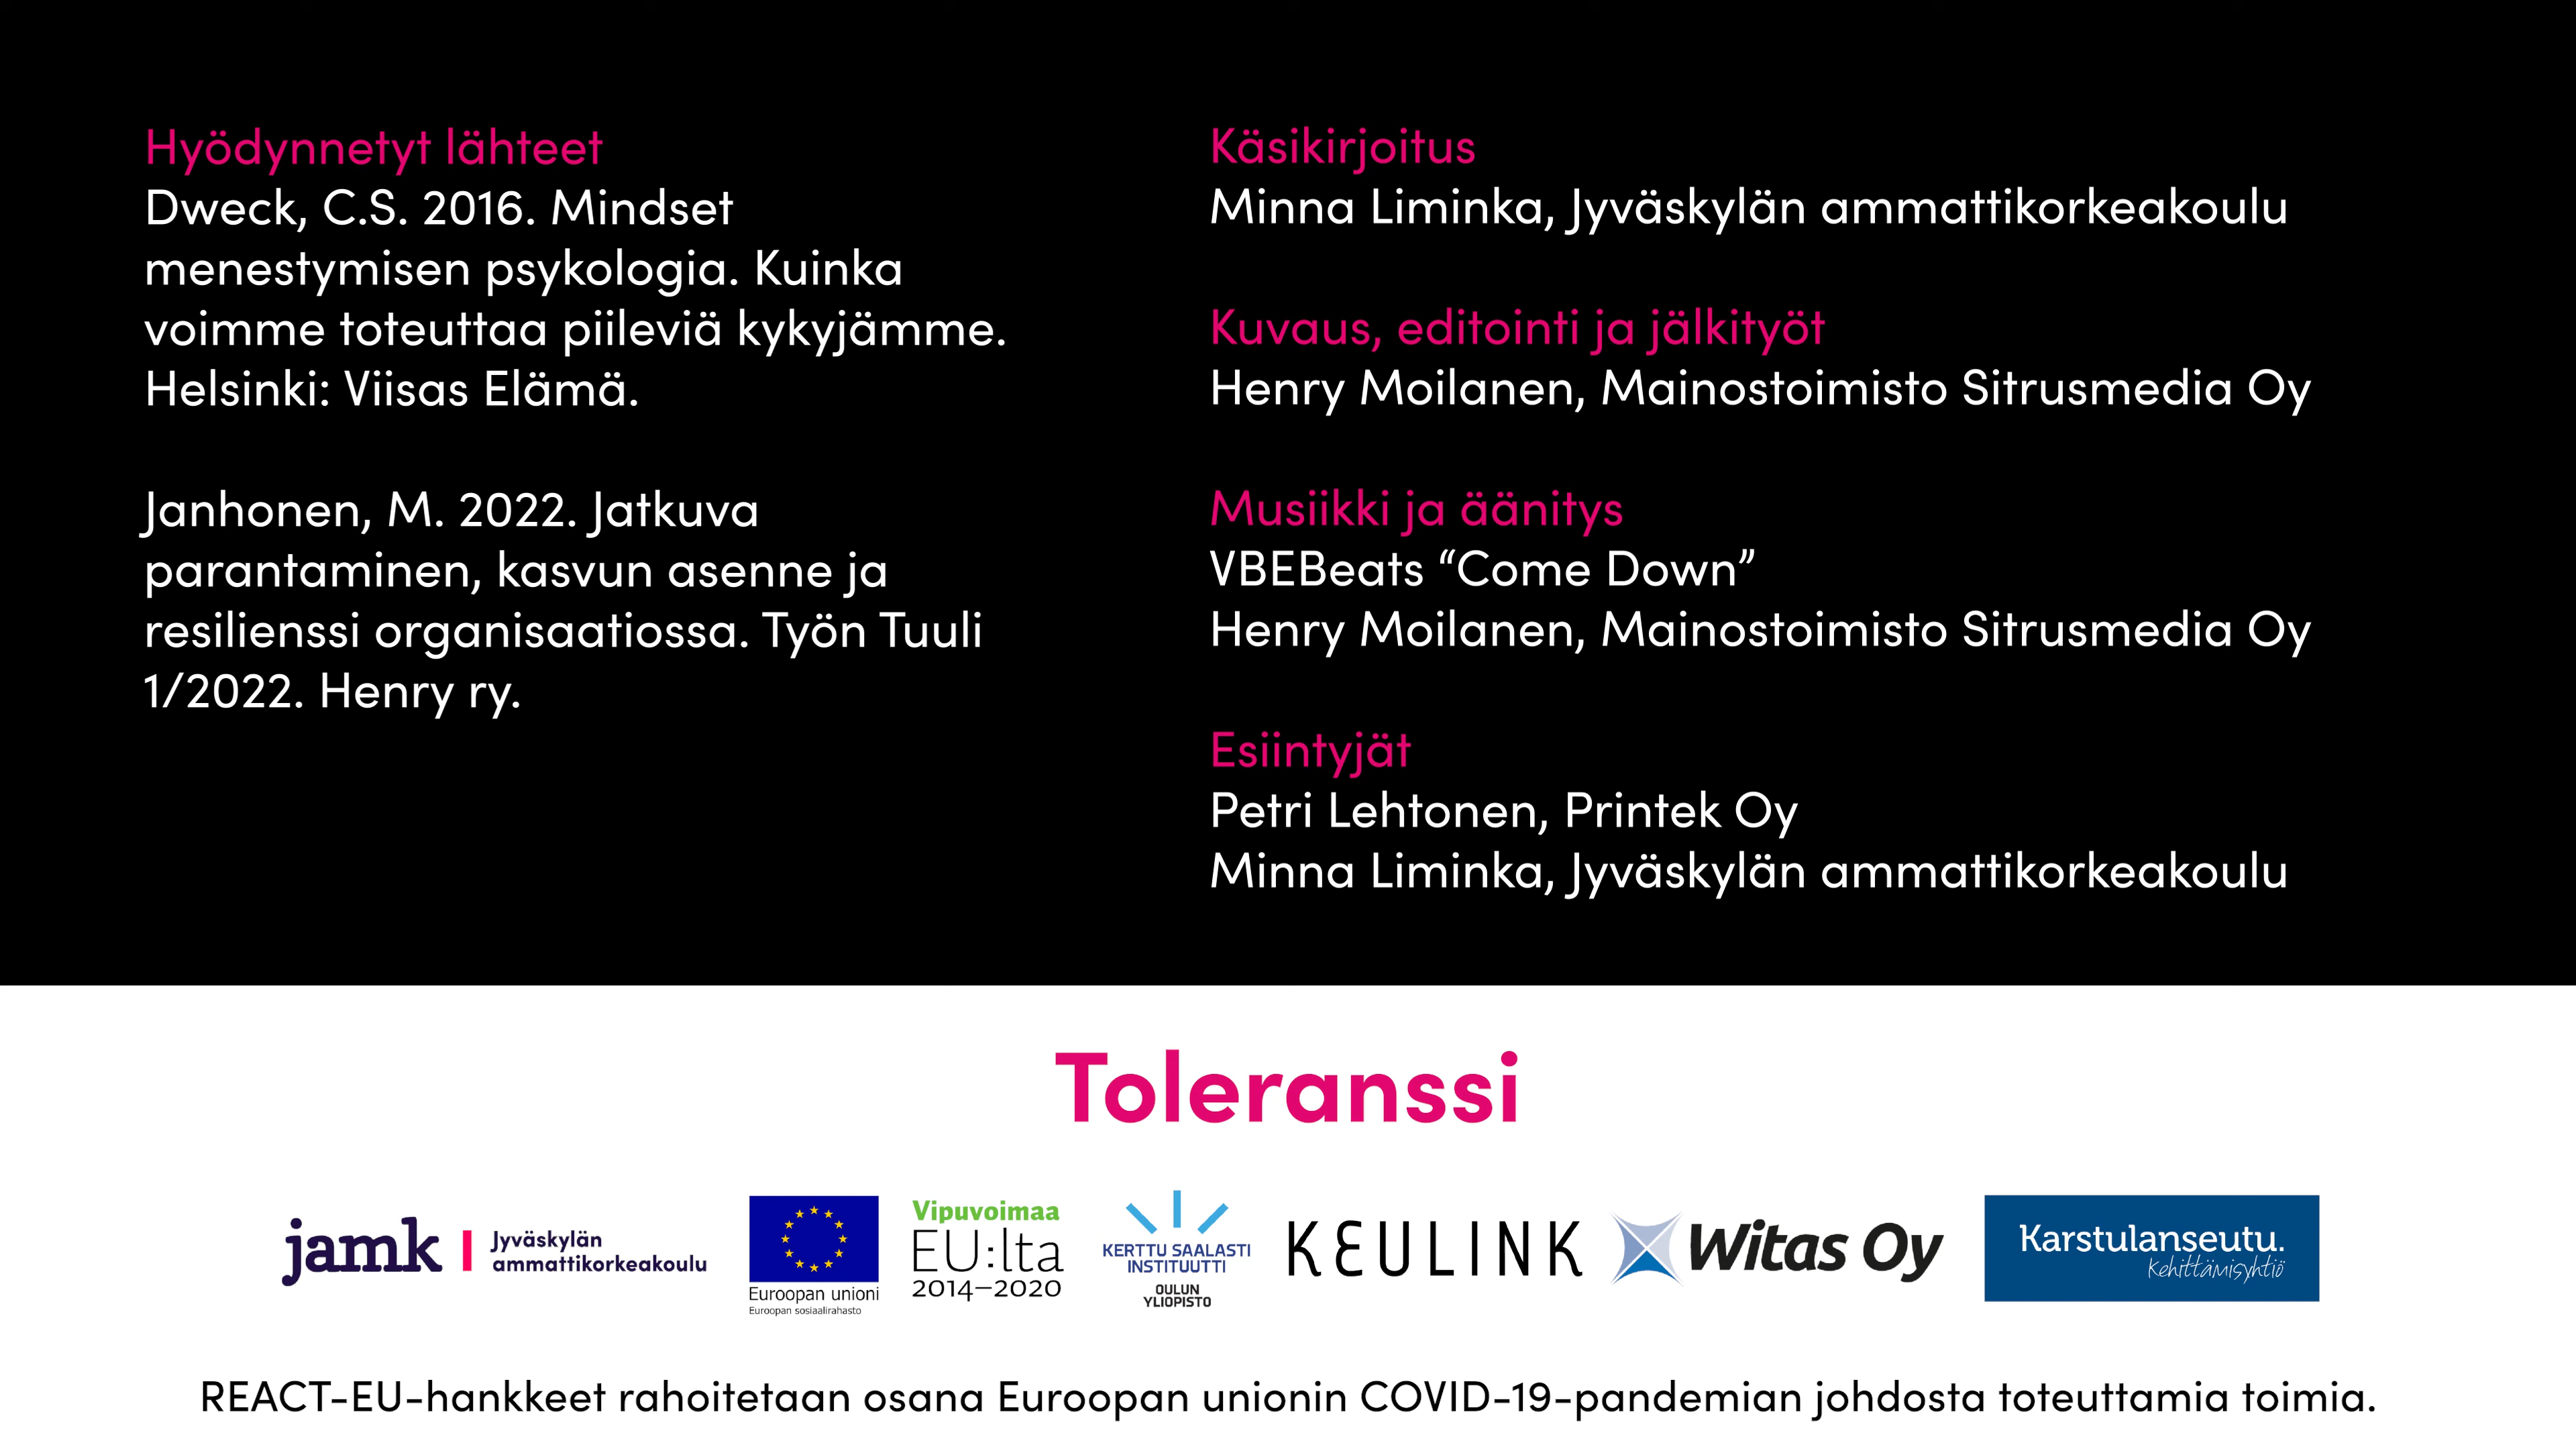 Hyödynnetyt lähteet
Dweck, C.S. 2016. Mindset
menestymisen psykologia. Kuinka
voimme toteuttaa piileviä kykyjämme.
Helsinki: Viisas Elämä.
Janhonen, M. 2022. Jatkuva
parantaminen, kasvun asenne ja
resilienssi organisaatiossa. Työn Tuuli
1/2022. Henry ry.
Käsikirjoitus
Minna Liminka, Jyväskylän ammattikorkeakoulu
Kuvaus, editointi ja jälkityöt
Henry Moilanen, Mainostoimisto Sitrusmedia Oy
Musiikki ja äänitys
VBEBeats “Come Down”
Henry Moilanen, Mainostoimisto Sitrusmedia Oy
Esiintyjät
Petri Lehtonen, Printek Oy
Minna Liminka, Jyväskylän ammattikorkeakoulu
Toleranssi
jamk
Jyväskylän
ammattikorkeakoulu
Euroopan unioni
Euroopan sosiaalirahasto
Vipuvoimaa
EU:lta
2014–2020
KERTTU SAALASTI
INSTITUUTTI
OULUN
YLIOPISTO
KEULINK
Witas Oy
Karstulanseutu.
Kehittämisyhtiö
REACT-EU-hankkeet rahoitetaan osana Euroopan unionin COVID-19-pandemian johdosta toteuttamia toimia.